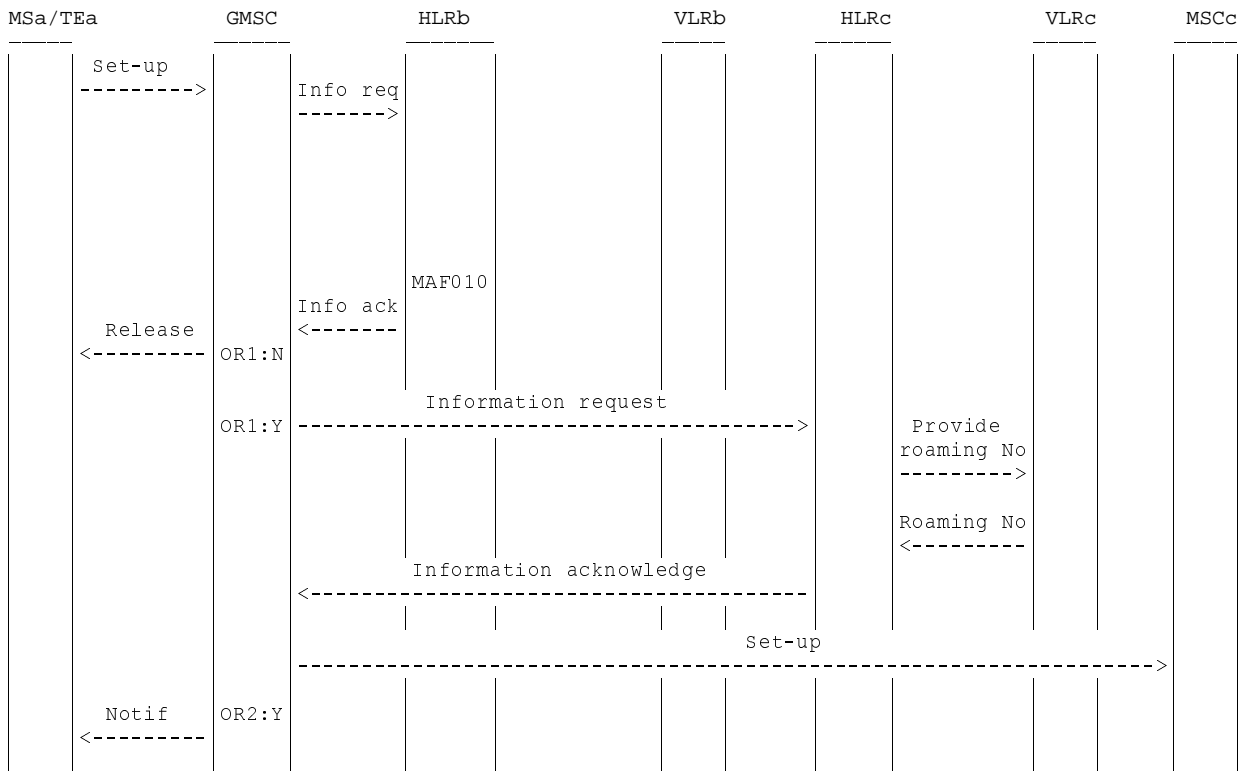 MSa/TEa GMSC HLRb VLRb HLRc VLRc MSCc
Set-up
Info req
MAF010
Info ack
Release
OR1:N
Information request
OR1:Y
Provide
roaming No
Roaming No
Information acknowledge
Set-up
Notif OR2:Y